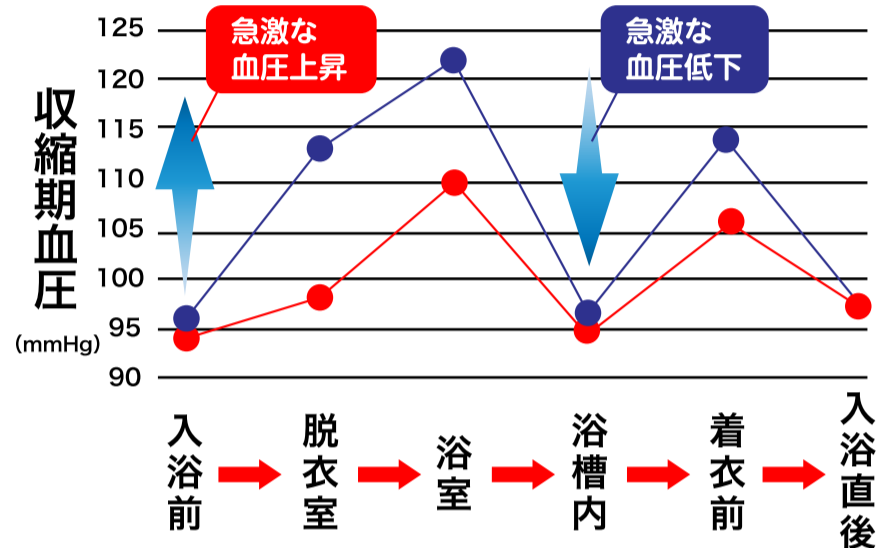 急激な
血圧上昇
急激な
血圧低下
収縮期血圧
(mmHg)
125
120
115
110
105
100
95
90
入浴前
脱衣室
浴室
浴槽内
着衣前
入浴直後